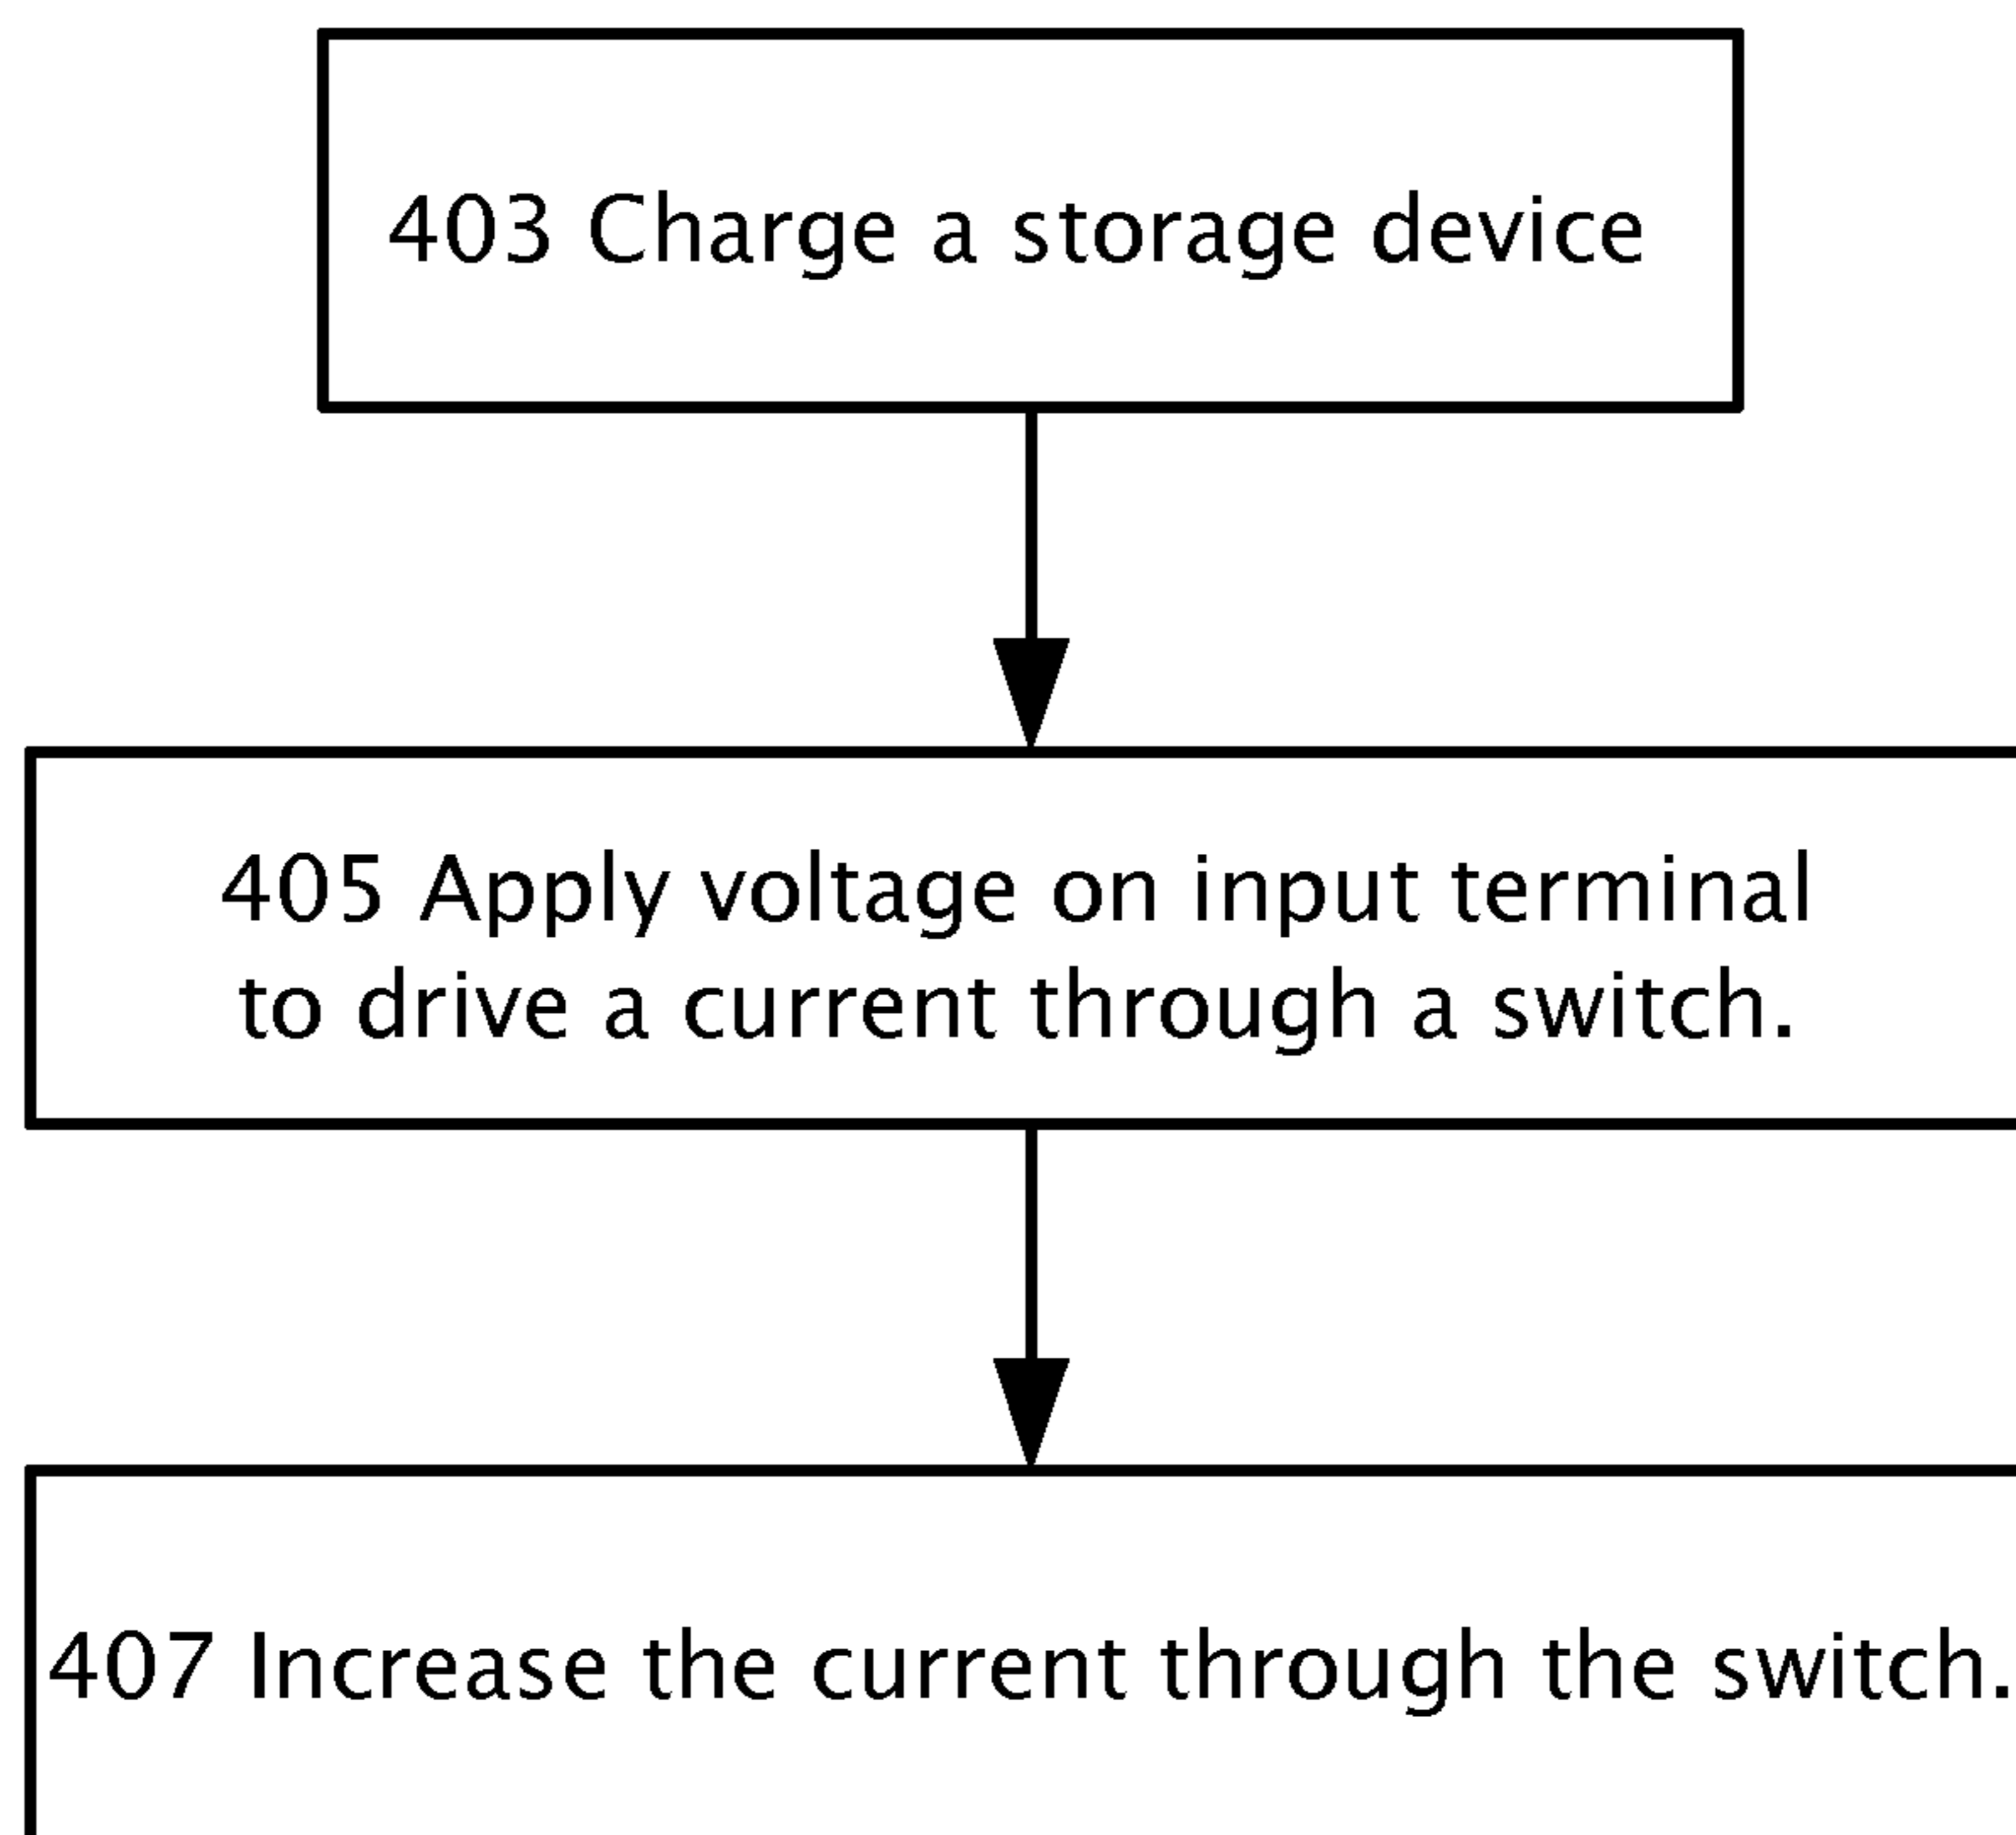 403 Charge a storage device
405 Apply voltage on input terminal
to drive a current through a switch.
407 Increase the current through the switch.